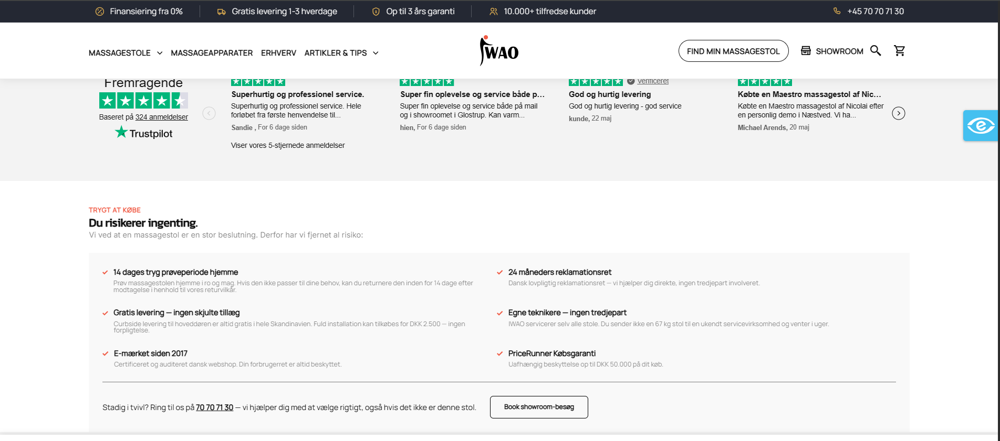 Finansiering fra 0%
Gratis levering 1-3 hverdage
Op til 3 års garanti
10.000+ tilfredse kunder
+45 70 70 71 30
MASSAGESTOLE
MASSAGEAPPARATER
ERHVERV
ARTIKLER & TIPS
IWAO
FIND MIN MASSAGESTOL
SHOWROOM
Fremragende
Baseret på 324 anmeldelser
Trustpilot
Superhurtig og professionel service.
Superhurtig og professionel service. Hele
forløbet fra første henvendelse til...
Sandie , For 6 dage siden
Super fin oplevelse og service både p...
Super fin oplevelse og service både på mail
og i showroomet i Glostrup. Kan varm...
hien, For 6 dage siden
Verificeret
God og hurtig levering
God og hurtig levering - god service
kunde, 22 maj
Købte en Maestro massagestol af Nic...
Købte en Maestro massagestol af Nicolai efter
en personlig demo i Næstved. Vi ha...
Michael Arends, 20 maj
Viser vores 5-stjernede anmeldelser
TRYGT AT KØBE
Du risikerer ingenting.
Vi ved at en massagestol er en stor beslutning. Derfor har vi fjernet al risiko:
14 dages tryg prøveperiode hjemme
Prøv massagestolen hjemme i ro og mag. Hvis den ikke passer til dine behov, kan du returnere den inden for 14 dage efter
modtagelse i henhold til vores returvilkår.
24 måneders reklamationsret
Dansk lovpligtig reklamationsret — vi hjælper dig direkte, ingen tredjepart involveret.
Gratis levering — ingen skjulte tillæg
Curbside levering til hoveddøren er altid gratis i hele Skandinavien. Fuld installation kan tilkøbes for DKK 2.500 — ingen
forpligtelse.
Egne teknikere — ingen tredjepart
IWAO servicerer selv alle stole. Du sender ikke en 67 kg stol til en ukendt servicevirksomhed og venter i uger.
E-mærket siden 2017
Certificeret og auditeret dansk webshop. Din forbrugerret er altid beskyttet.
PriceRunner Købsgaranti
Uafhængig beskyttelse op til DKK 50.000 på dit køb.
Stadig i tvivl? Ring til os på 70 70 71 30 — vi hjælper dig med at vælge rigtigt, også hvis det ikke er denne stol.
Book showroom-besøg